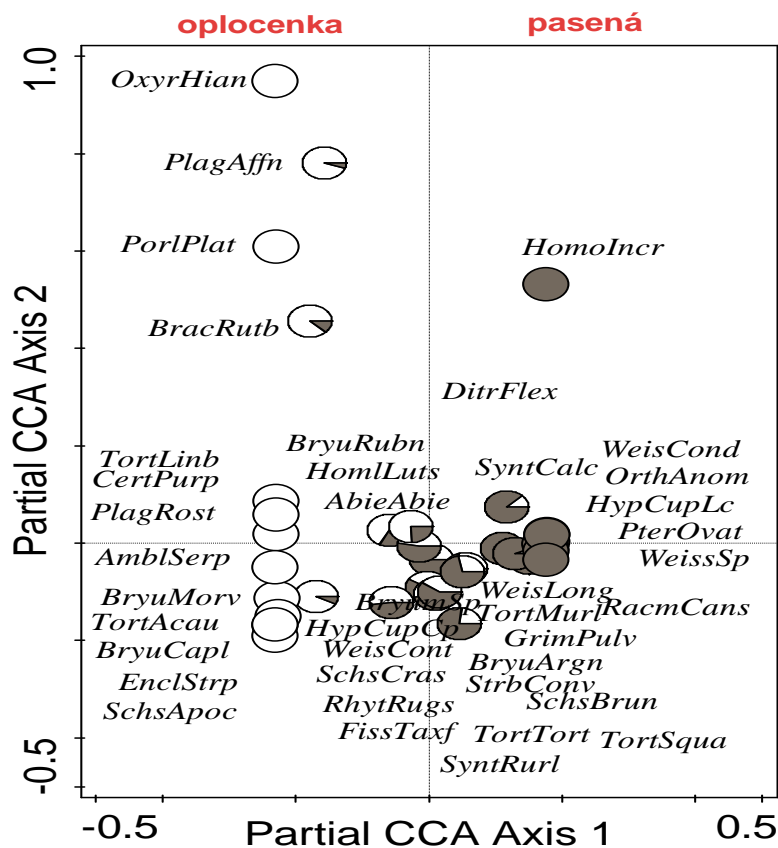 oplocenka pasená
1.0
OxyrHian
PlagAffn
PorlPlat
HomoIncr
BracRutb
DitrFlex
Partial CCA Axis 2
BryuRubn
WeisCond
TortLinb
HomlLuts
SyntCalc
OrthAnom
CertPurp
AbieAbie
HypCupLc
PlagRost
PterOvat
AmblSerp
WeissSp
BryuMorv
BryumSp
WeisLong
TortMurl
RacmCans
TortAcau
HypCupCp
GrimPulv
BryuCapl
WeisCont
BryuArgn
EnclStrp
SchsCras
StrbConv
SchsBrun
SchsApoc
RhytRugs
FissTaxf
TortTort
TortSqua
SyntRurl
-0.5
-0.5 Partial CCA Axis 1 0.5